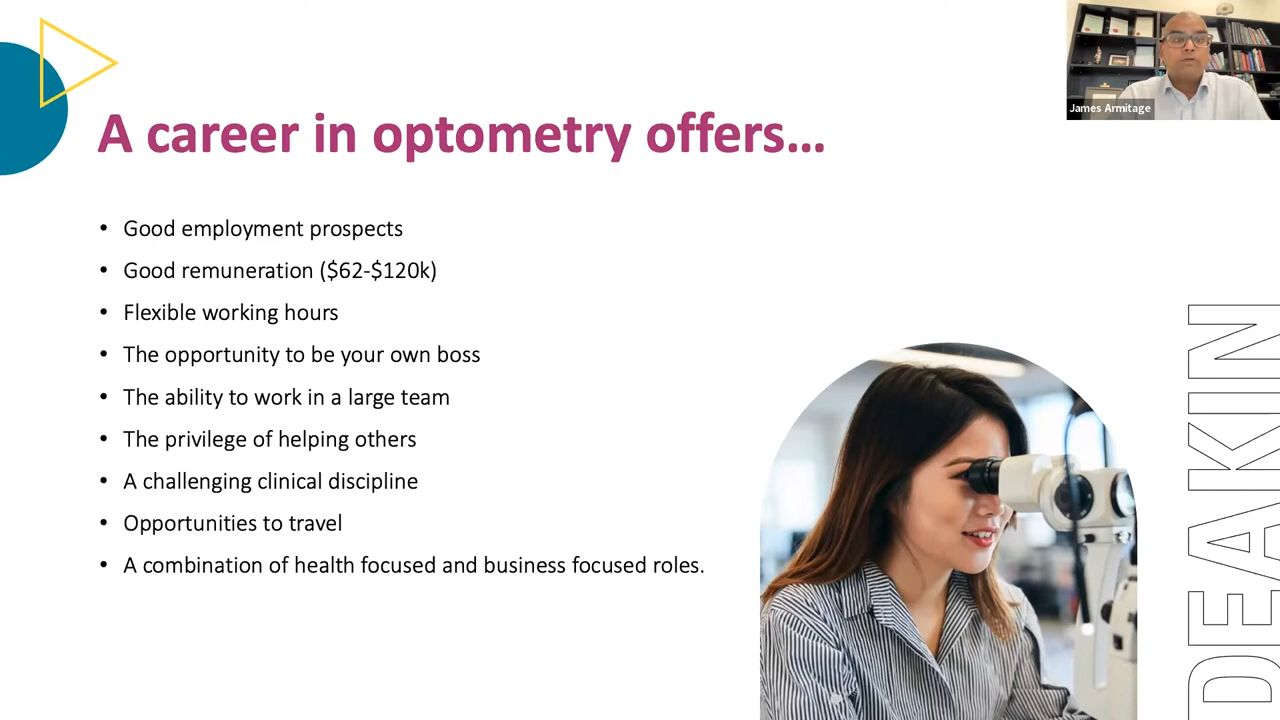 James Armitage
A career in optometry offers...
• Good employment prospects
• Good remuneration ($62-$120k)
• Flexible working hours
• The opportunity to be your own boss
• The ability to work in a large team
• The privilege of helping others
• A challenging clinical discipline
• Opportunities to travel
• A combination of health focused and business focused roles.
DEAKIN